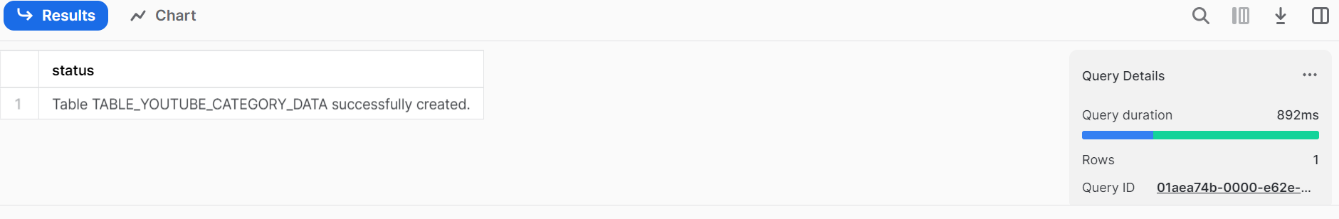 Results Chart
status
1 Table TABLE_YOUTUBE_CATEGORY_DATA successfully created.
Query Details ...
Query duration 892ms
Rows 1
Query ID 01aea74b-0000-e62e-...